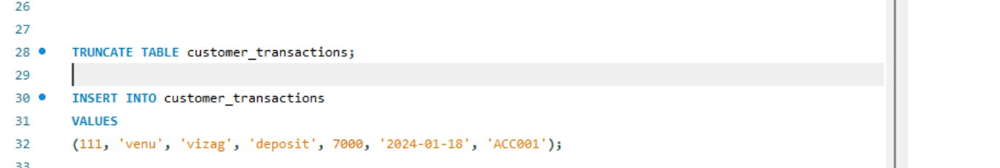 26
27
28 TRUNCATE TABLE customer_transactions;
29
30 INSERT INTO customer_transactions
31 VALUES
32 (111, 'venu', 'vizag', 'deposit', 7000, '2024-01-18', 'ACC001');
33